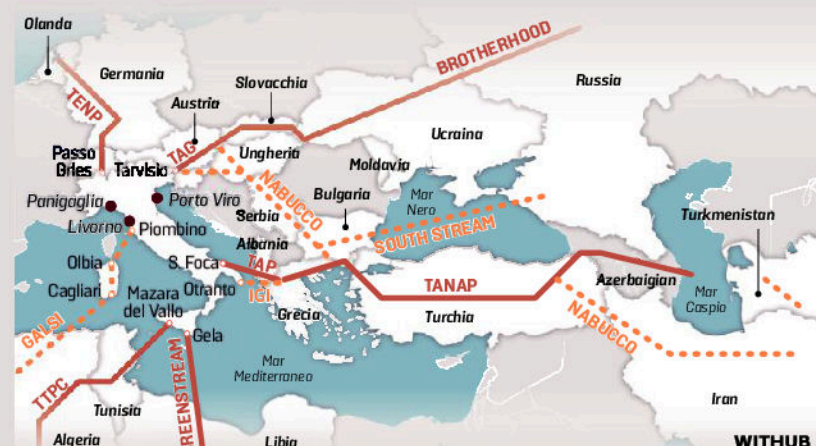 Olanda
Germania
BROTHERHOOD
Slovacchia
Russia
TENP
Austria
Ucraina
Passo
Gries
Tarvisio
TAG
Ungheria
Moldavia
NABUCCO
Panigaglia
Porto Viro
Bulgaria
Mar
Nero
Livorno
Piombino
Serbia
SOUTH STREAM
Turkmenistan
Albania
Olbia
S. Foca
TAP
TANAP
Azerbaigian
Cagliari
Otranto
IGI
Mar
Caspio
Mazara
del Vallo
Grecia
Turchia
NABUCCO
GALSI
Gela
Mar
Mediterraneo
TTPC
Tunisia
REENSTREAM
Iran
Algeria
Libia
WITHUB